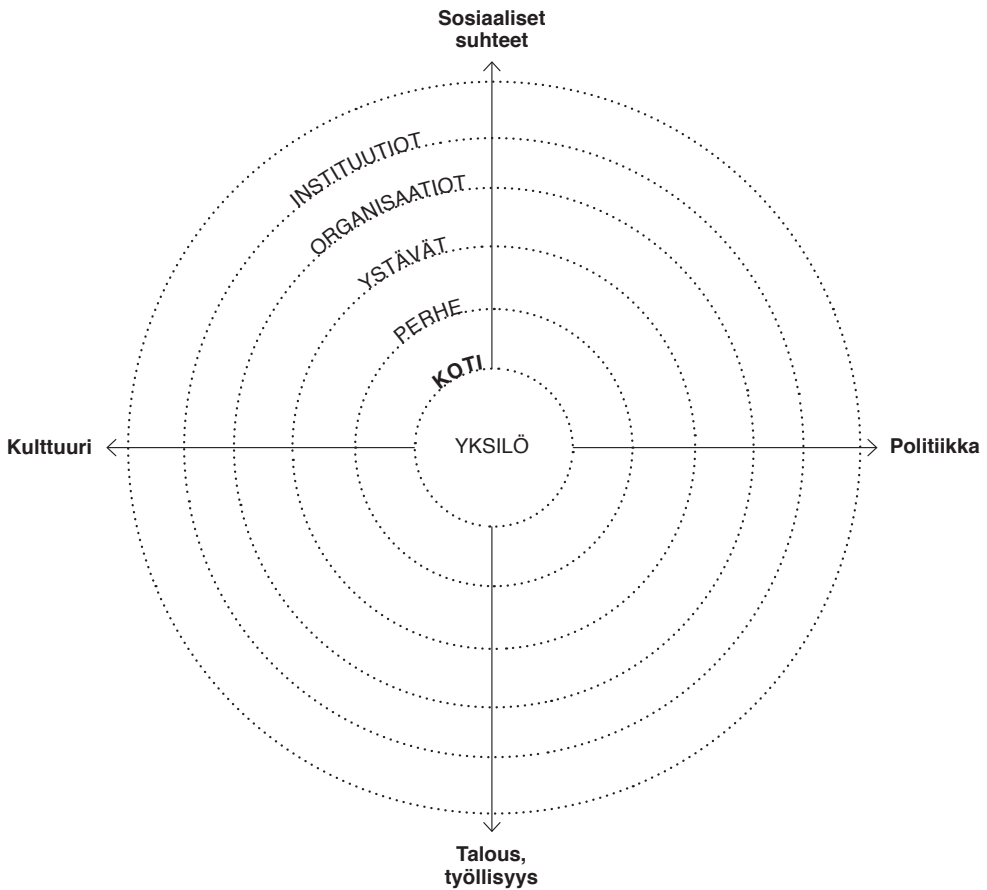 Sosiaaliset
suhteet
INSTITUUTIOT
ORGANISAATIOT
YSTÄVÄT
PERHE
KOTI
Kulttuuri
YKSILÖ
Politiikka
Talous,
työllisyys